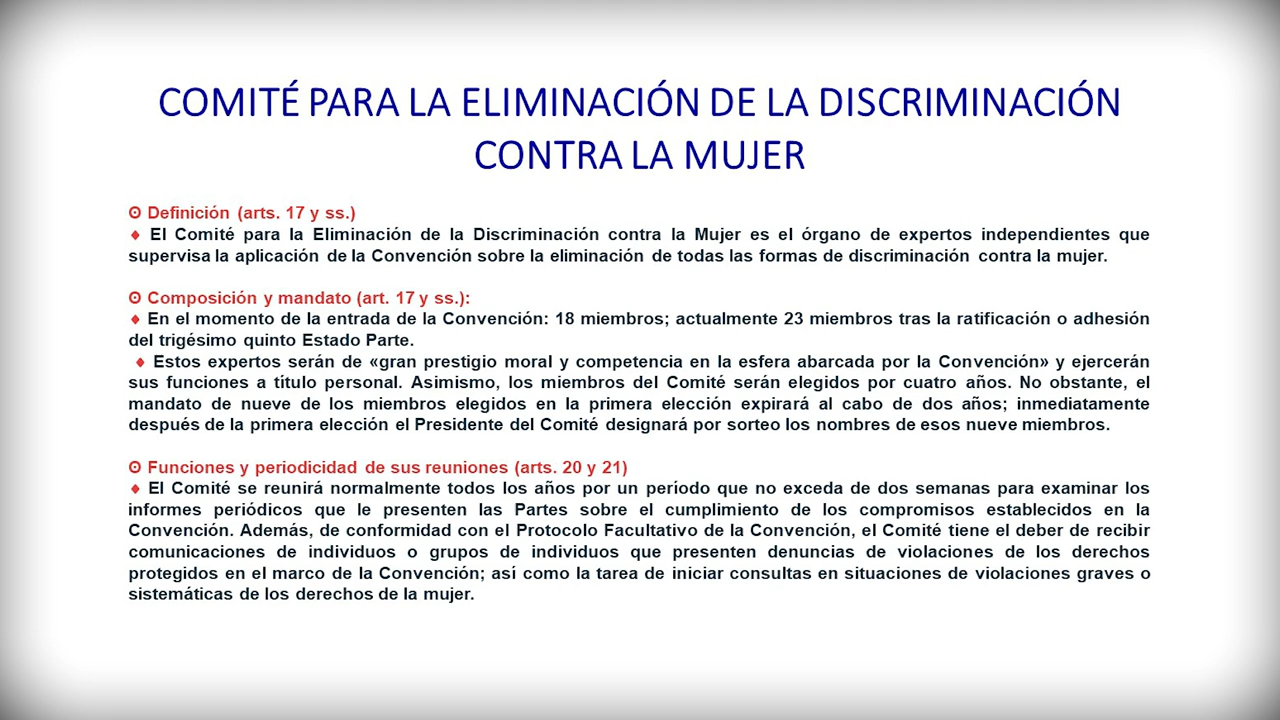 COMITÉ PARA LA ELIMINACIÓN DE LA DISCRIMINACIÓN
CONTRA LA MUJER
ʘ Definición (arts. 17 y ss.)
♦ El Comité para la Eliminación de la Discriminación contra la Mujer es el órgano de expertos independientes que
supervisa la aplicación de la Convención sobre la eliminación de todas las formas de discriminación contra la mujer.
ʘ Composición y mandato (art. 17 y ss.):
♦ En el momento de la entrada de la Convención: 18 miembros; actualmente 23 miembros tras la ratificación o adhesión
del trigésimo quinto Estado Parte.
♦ Estos expertos serán de «gran prestigio moral y competencia en la esfera abarcada por la Convención» y ejercerán
sus funciones a título personal. Asimismo, los miembros del Comité serán elegidos por cuatro años. No obstante, el
mandato de nueve de los miembros elegidos en la primera elección expirará al cabo de dos años; inmediatamente
después de la primera elección el Presidente del Comité designará por sorteo los nombres de esos nueve miembros.
ʘ Funciones y periodicidad de sus reuniones (arts. 20 y 21)
♦ El Comité se reunirá normalmente todos los años por un período que no exceda de dos semanas para examinar los
informes periódicos que le presenten las Partes sobre el cumplimiento de los compromisos establecidos en la
Convención. Además, de conformidad con el Protocolo Facultativo de la Convención, el Comité tiene el deber de recibir
comunicaciones de individuos o grupos de individuos que presenten denuncias de violaciones de los derechos
protegidos en el marco de la Convención; así como la tarea de iniciar consultas en situaciones de violaciones graves o
sistemáticas de los derechos de la mujer.